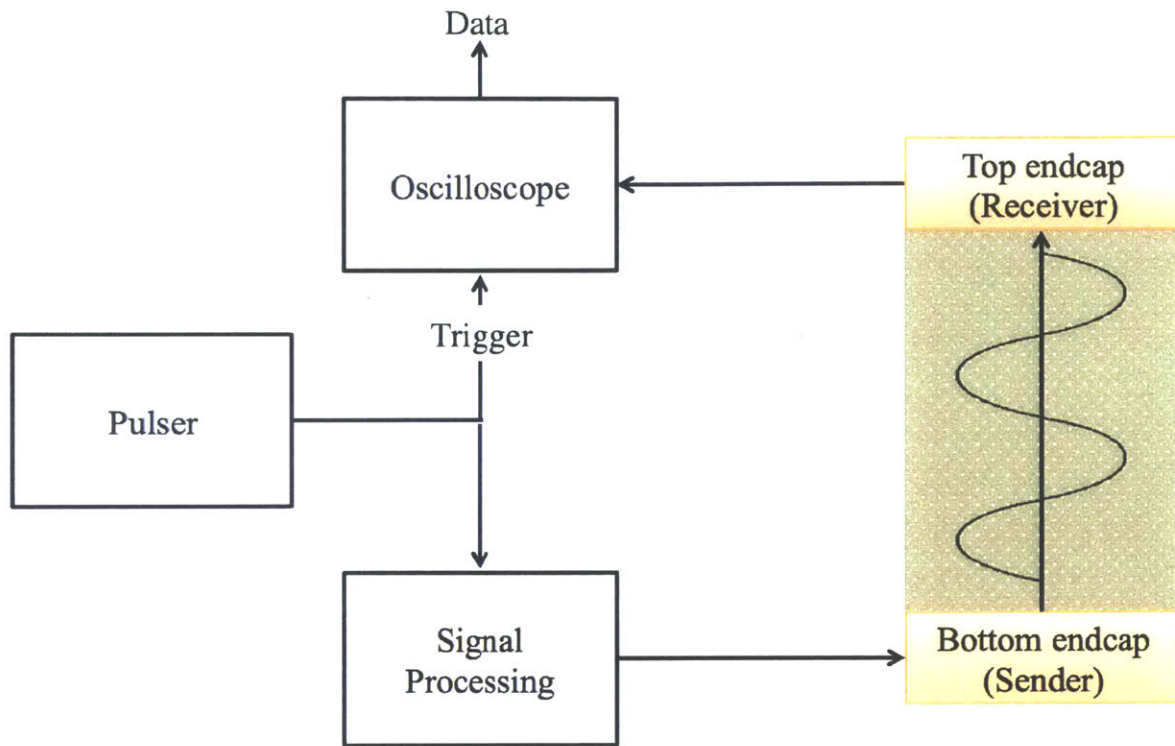 Data
Oscilloscope
Top endcap
(Receiver)
Trigger
Pulser
Signal
Processing
Bottom endcap
(Sender)